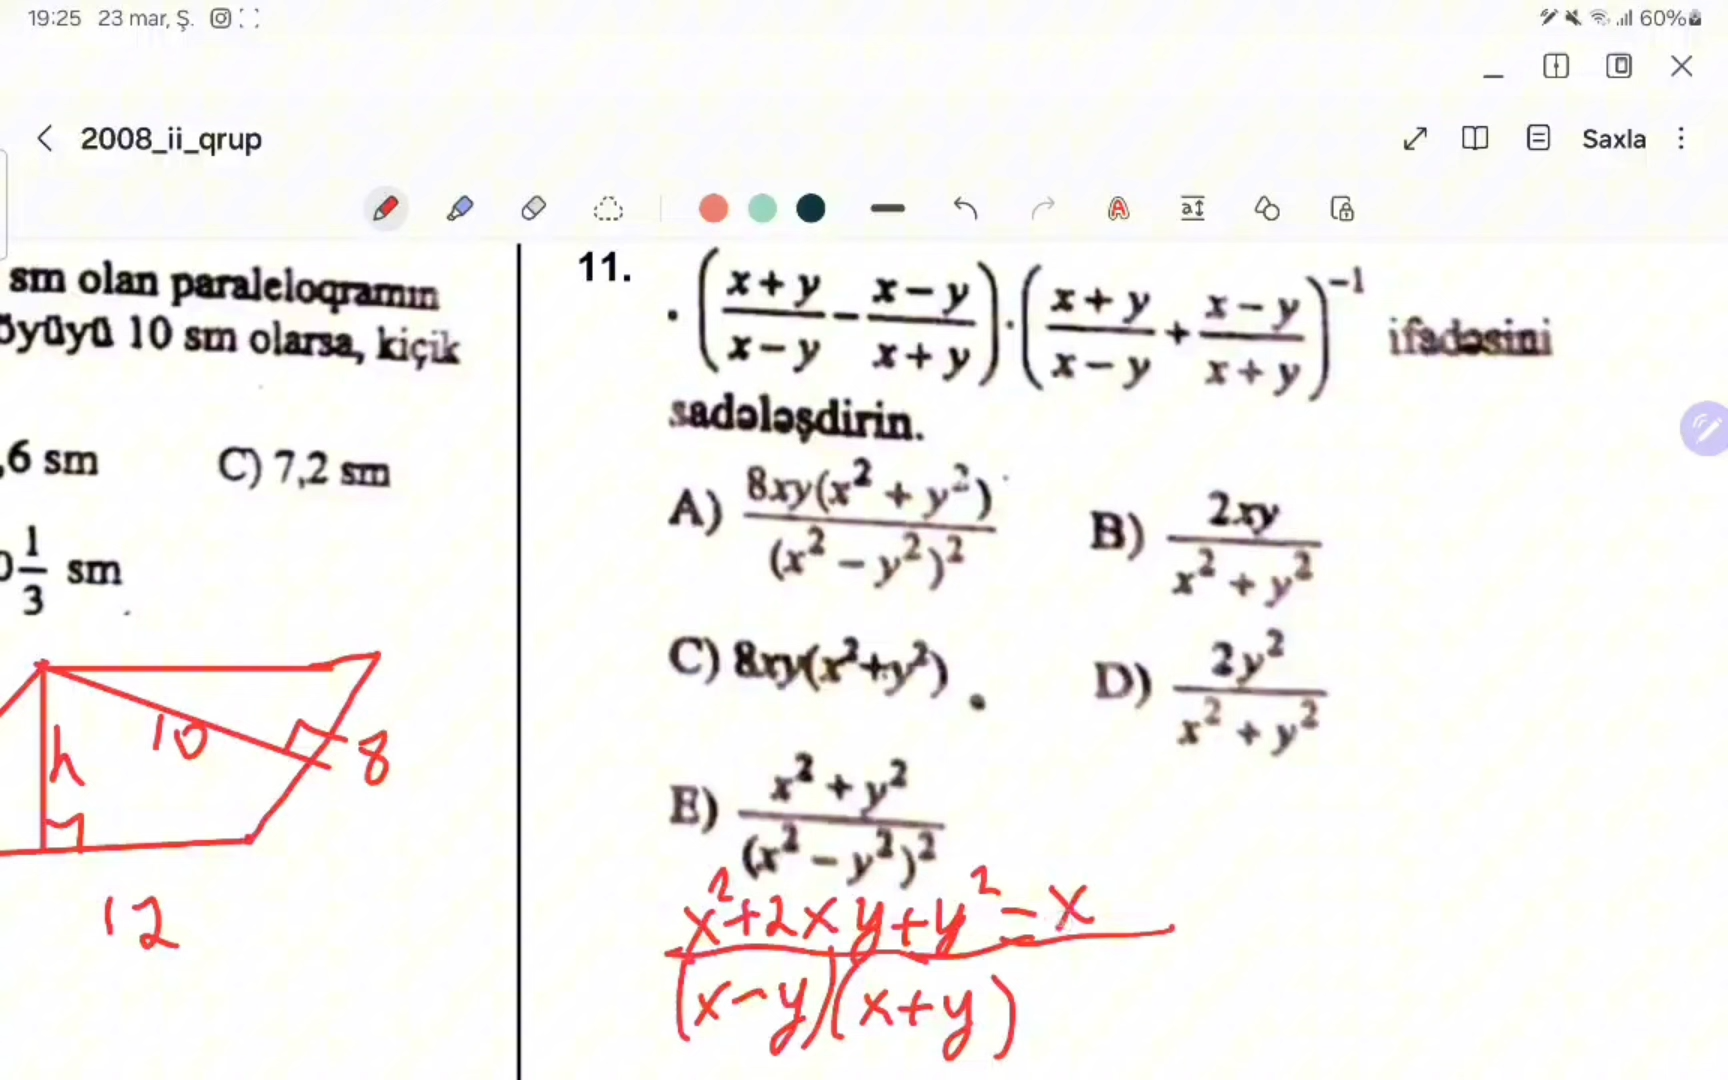 19:25 23 mar, Ş.
60%
2008_ii_qrup
Saxla
sm olan paraleloqramın
öyüyü 10 sm olarsa, kiçik
,6 sm C) 7,2 sm
1/3 sm
h 10 8
12
11. (x+y/x−y − x−y/x+y)·(x+y/x−y + x−y/x+y)⁻¹ ifadəsini
sadələşdirin.
A) 8xy(x²+y²)/(x²−y²)² B) 2xy/x²+y²
C) 8xy(x²+y²) D) 2y²/x²+y²
E) x²+y²/(x²−y²)²
x²+2xy+y²−x
(x−y)(x+y)